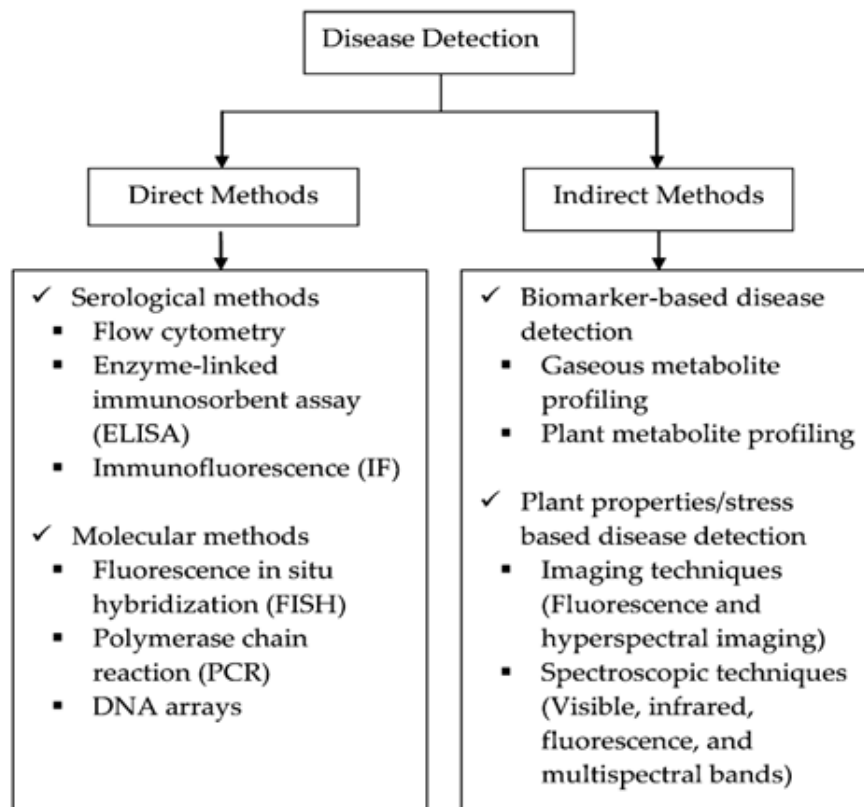 Disease Detection
Direct Methods
✓ Serological methods
▪ Flow cytometry
▪ Enzyme-linked
immunosorbent assay
(ELISA)
▪ Immunofluorescence (IF)
✓ Molecular methods
▪ Fluorescence in situ
hybridization (FISH)
▪ Polymerase chain
reaction (PCR)
▪ DNA arrays
Indirect Methods
✓ Biomarker-based disease
detection
▪ Gaseous metabolite
profiling
▪ Plant metabolite profiling
✓ Plant properties/stress
based disease detection
▪ Imaging techniques
(Fluorescence and
hyperspectral imaging)
▪ Spectroscopic techniques
(Visible, infrared,
fluorescence, and
multispectral bands)